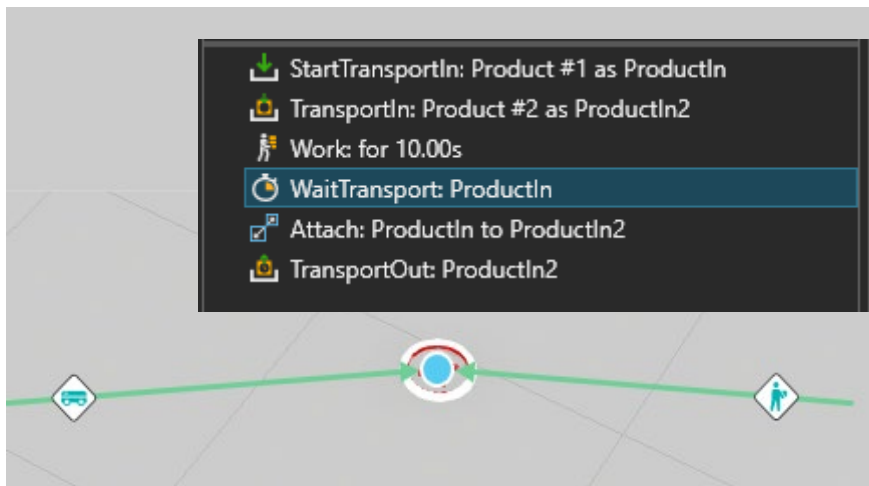 StartTransportIn: Product #1 as ProductIn
TransportIn: Product #2 as ProductIn2
Work: for 10.00s
WaitTransport: ProductIn
Attach: ProductIn to ProductIn2
TransportOut: ProductIn2